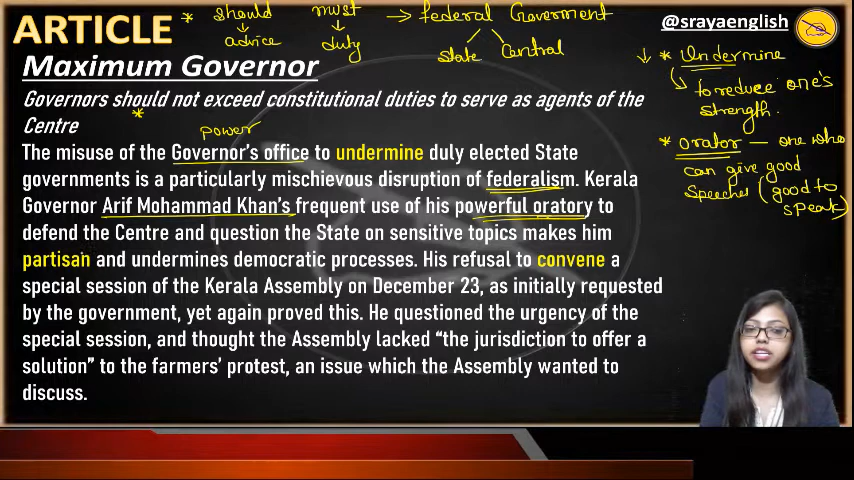 ARTICLE
* should must → federal Goverment
advice duty State Central
@srayaenglish
Maximum Governor
↓ * Undermine
to reduce one's
strength.
Governors should not exceed constitutional duties to serve as agents of the
Centre
*
power
* orator — one who
can give good
Speeches (good to
speak)
The misuse of the Governor's office to undermine duly elected State
governments is a particularly mischievous disruption of federalism. Kerala
Governor Arif Mohammad Khan's frequent use of his powerful oratory to
defend the Centre and question the State on sensitive topics makes him
partisan and undermines democratic processes. His refusal to convene a
special session of the Kerala Assembly on December 23, as initially requested
by the government, yet again proved this. He questioned the urgency of the
special session, and thought the Assembly lacked “the jurisdiction to offer a
solution” to the farmers' protest, an issue which the Assembly wanted to
discuss.